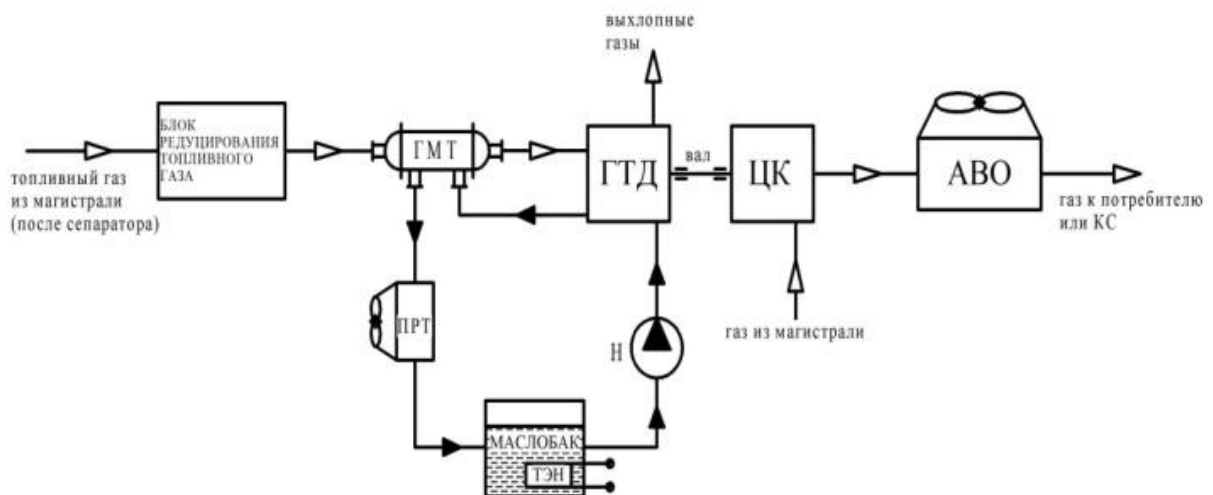 выхлопные
газы
БЛОК
РЕДУЦИРОВАНИЯ
ТОПЛИВНОГО
ГАЗА
ГМТ
ГТД
вал
ЦК
АВО
топливный газ
из магистрали
(после сепаратора)
газ к потребителю
или КС
ПРТ
Н
газ из магистрали
МАСЛОБАК
ТЭН